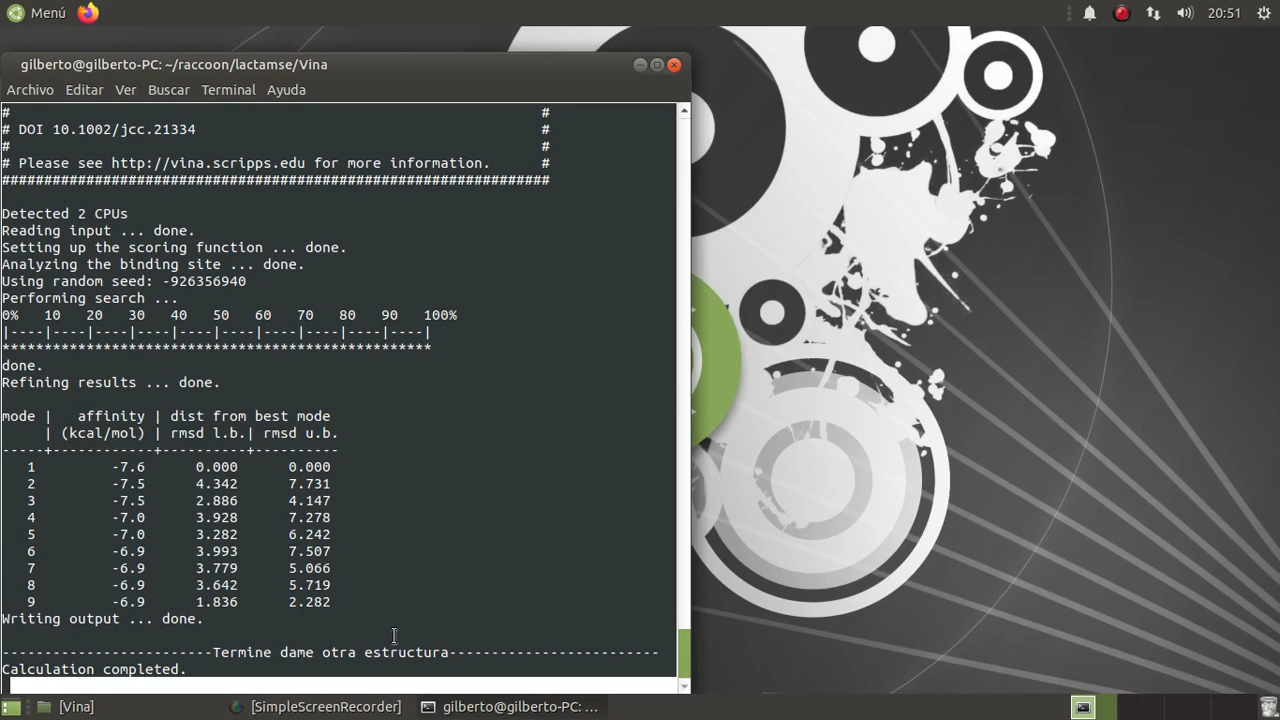 Menú
20:51
gilberto@gilberto-PC: ~/raccoon/lactamse/Vina
Archivo Editar Ver Buscar Terminal Ayuda
# #
# DOI 10.1002/jcc.21334 #
# #
# Please see http://vina.scripps.edu for more information. #
#################################################################
Detected 2 CPUs
Reading input ... done.
Setting up the scoring function ... done.
Analyzing the binding site ... done.
Using random seed: -926356940
Performing search ...
0% 10 20 30 40 50 60 70 80 90 100%
|----|----|----|----|----|----|----|----|----|----|
***************************************************
done.
Refining results ... done.
mode | affinity | dist from best mode
| (kcal/mol) | rmsd l.b.| rmsd u.b.
-----+------------+----------+----------
1 -7.6 0.000 0.000
2 -7.5 4.342 7.731
3 -7.5 2.886 4.147
4 -7.0 3.928 7.278
5 -7.0 3.282 6.242
6 -6.9 3.993 7.507
7 -6.9 3.779 5.066
8 -6.9 3.642 5.719
9 -6.9 1.836 2.282
Writing output ... done.
-------------------------Termine dame otra estructura-------------------------
Calculation completed.
[Vina] [SimpleScreenRecorder] gilberto@gilberto-PC: ...